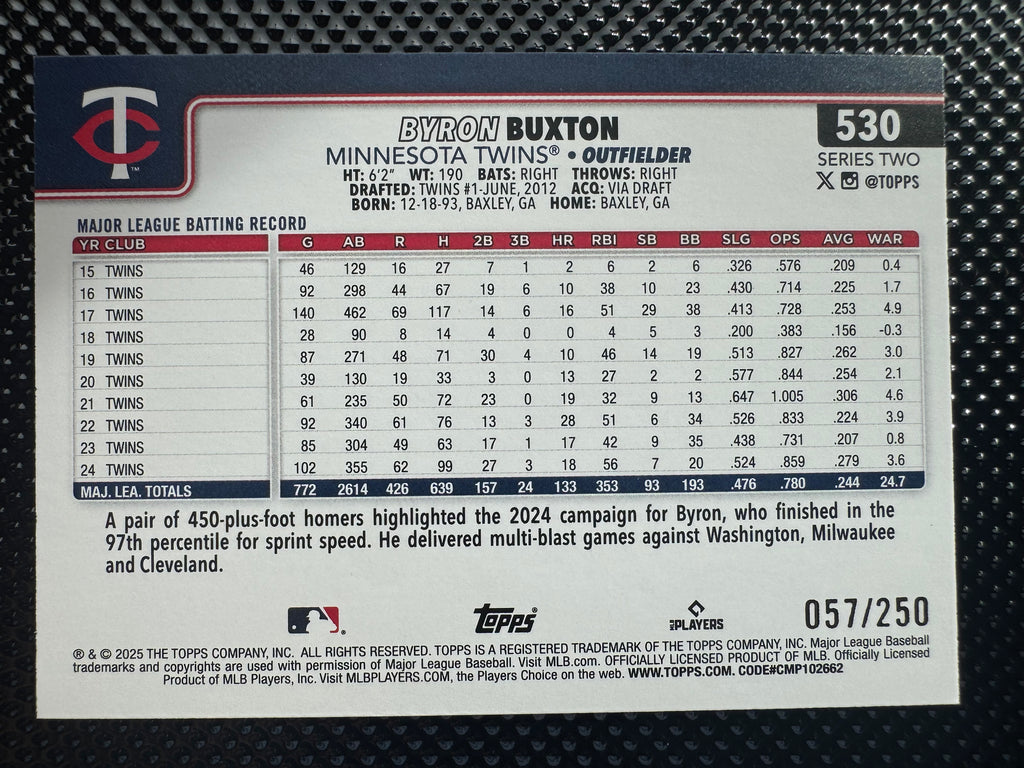 TC ™
BYRON BUXTON
530
MINNESOTA TWINS® • OUTFIELDER
SERIES TWO
HT: 6'2" WT: 190 BATS: RIGHT THROWS: RIGHT
@TOPPS
DRAFTED: TWINS #1-JUNE, 2012 ACQ: VIA DRAFT
BORN: 12-18-93, BAXLEY, GA HOME: BAXLEY, GA
MAJOR LEAGUE BATTING RECORD
YR CLUB G AB R H 2B 3B HR RBI SB BB SLG OPS AVG WAR
15 TWINS 46 129 16 27 7 1 2 6 2 6 .326 .576 .209 0.4
16 TWINS 92 298 44 67 19 6 10 38 10 23 .430 .714 .225 1.7
17 TWINS 140 462 69 117 14 6 16 51 29 38 .413 .728 .253 4.9
18 TWINS 28 90 8 14 4 0 0 4 5 3 .200 .383 .156 -0.3
19 TWINS 87 271 48 71 30 4 10 46 14 19 .513 .827 .262 3.0
20 TWINS 39 130 19 33 3 0 13 27 2 2 .577 .844 .254 2.1
21 TWINS 61 235 50 72 23 0 19 32 9 13 .647 1.005 .306 4.6
22 TWINS 92 340 61 76 13 3 28 51 6 34 .526 .833 .224 3.9
23 TWINS 85 304 49 63 17 1 17 42 9 35 .438 .731 .207 0.8
24 TWINS 102 355 62 99 27 3 18 56 7 20 .524 .859 .279 3.6
MAJ. LEA. TOTALS 772 2614 426 639 157 24 133 353 93 193 .476 .780 .244 24.7
A pair of 450-plus-foot homers highlighted the 2024 campaign for Byron, who finished in the
97th percentile for sprint speed. He delivered multi-blast games against Washington, Milwaukee
and Cleveland.
Topps®
MLBPLAYERS
057/250
® & © 2025 THE TOPPS COMPANY, INC. ALL RIGHTS RESERVED. TOPPS IS A REGISTERED TRADEMARK OF THE TOPPS COMPANY, INC. Major League Baseball
trademarks and copyrights are used with permission of Major League Baseball. Visit MLB.com. OFFICIALLY LICENSED PRODUCT OF MLB. Officially Licensed
Product of MLB Players, Inc. Visit MLBPLAYERS.COM, the Players Choice on the web. WWW.TOPPS.COM. CODE#CMP102662